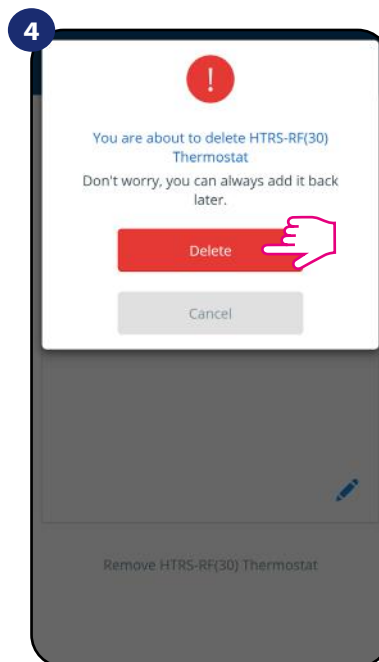 4
!
You are about to delete HTRS-RF(30)
Thermostat
Don't worry, you can always add it back
later.
Delete
Cancel
Remove HTRS-RF(30) Thermostat